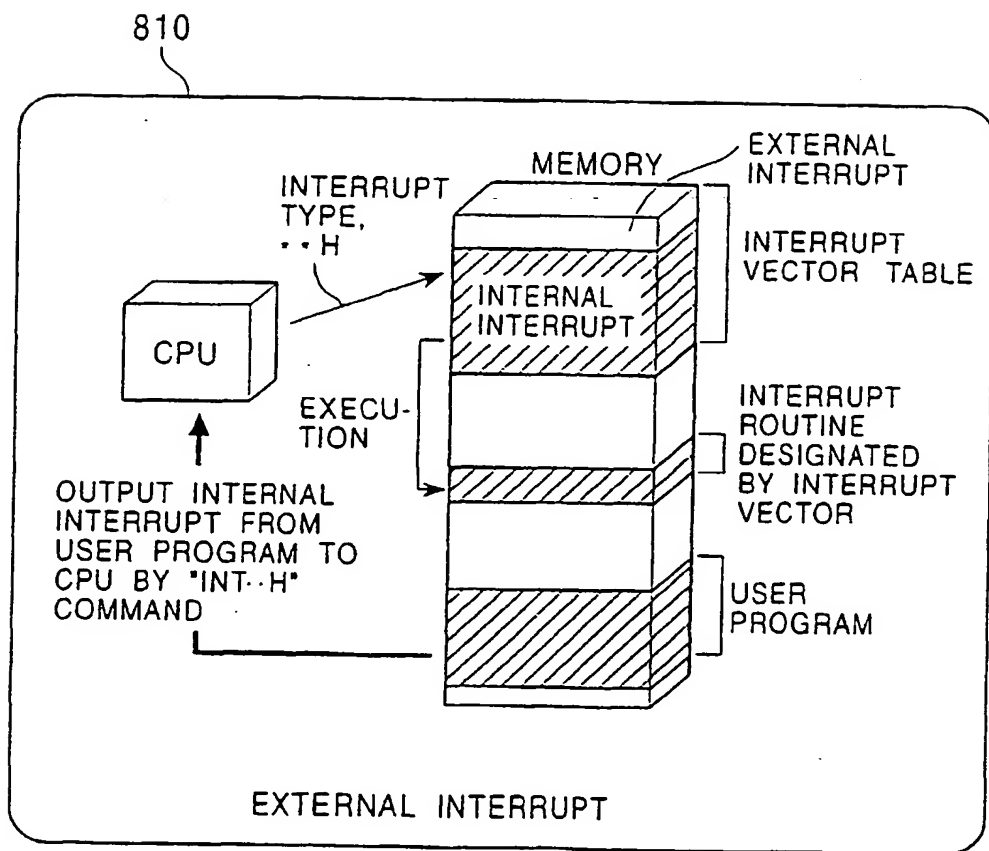 810
MEMORY
EXTERNAL
INTERRUPT
INTERRUPT
TYPE,
··H
INTERRUPT
VECTOR TABLE
INTERNAL
INTERRUPT
CPU
EXECU-
TION
INTERRUPT
ROUTINE
DESIGNATED
BY INTERRUPT
VECTOR
OUTPUT INTERNAL
INTERRUPT FROM
USER PROGRAM TO
CPU BY "INT··H"
COMMAND
USER
PROGRAM
EXTERNAL INTERRUPT